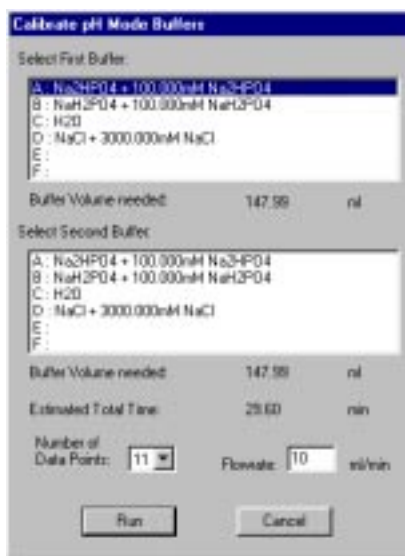 Calibrate pH Mode Buffers
Select First Buffer:
A : Na2HPO4 + 100.000mM Na2HPO4
B : NaH2PO4 + 100.000mM NaH2PO4
C : H2O
D : NaCl + 3000.000mM NaCl
E :
F :
Buffer Volume needed: 147.99 ml
Select Second Buffer:
A : Na2HPO4 + 100.000mM Na2HPO4
B : NaH2PO4 + 100.000mM NaH2PO4
C : H2O
D : NaCl + 3000.000mM NaCl
E :
F :
Buffer Volume needed: 147.99 ml
Estimated Total Time: 29.60 min
Number of
Data Points: 11 Flowrate: 10 ml/min
Run Cancel